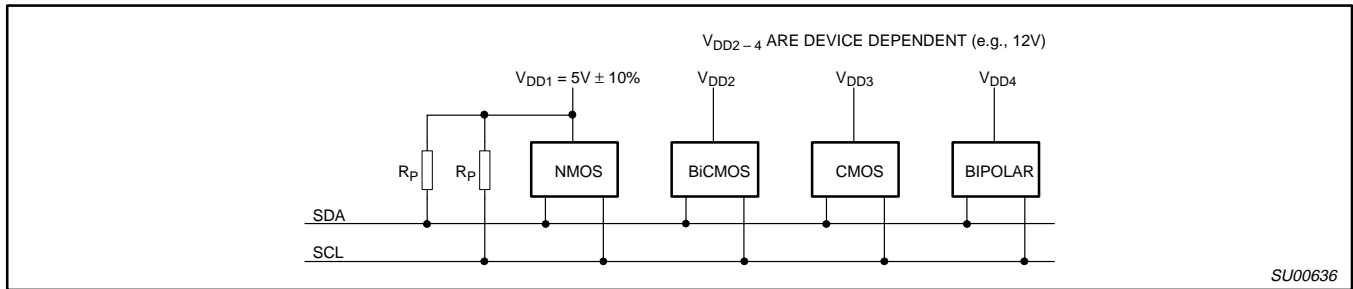 VDD2 – 4 ARE DEVICE DEPENDENT (e.g., 12V)
VDD1 = 5V ± 10%
VDD2
VDD3
VDD4
RP
RP
NMOS
BiCMOS
CMOS
BIPOLAR
SDA
SCL
SU00636